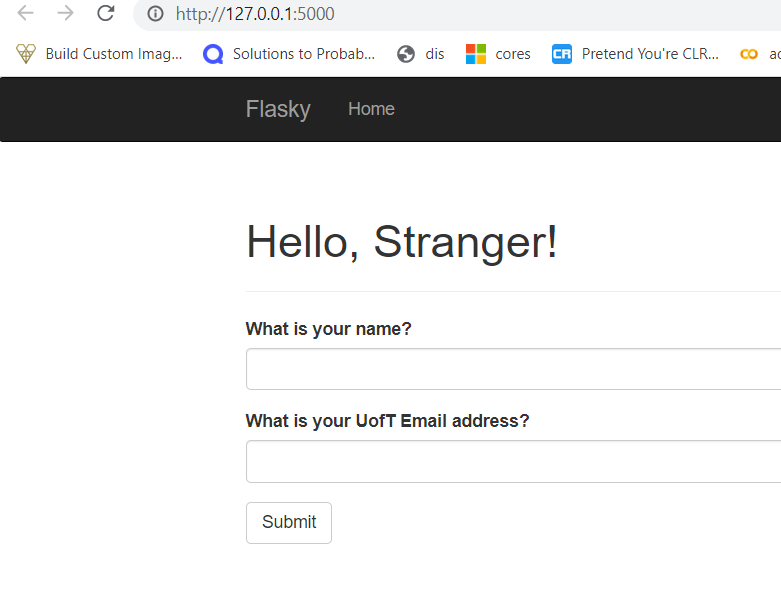 http://127.0.0.1:5000
Build Custom Imag... Solutions to Probab... dis cores CR Pretend You're CLR... co
Flasky Home
Hello, Stranger!
What is your name?
What is your UofT Email address?
Submit